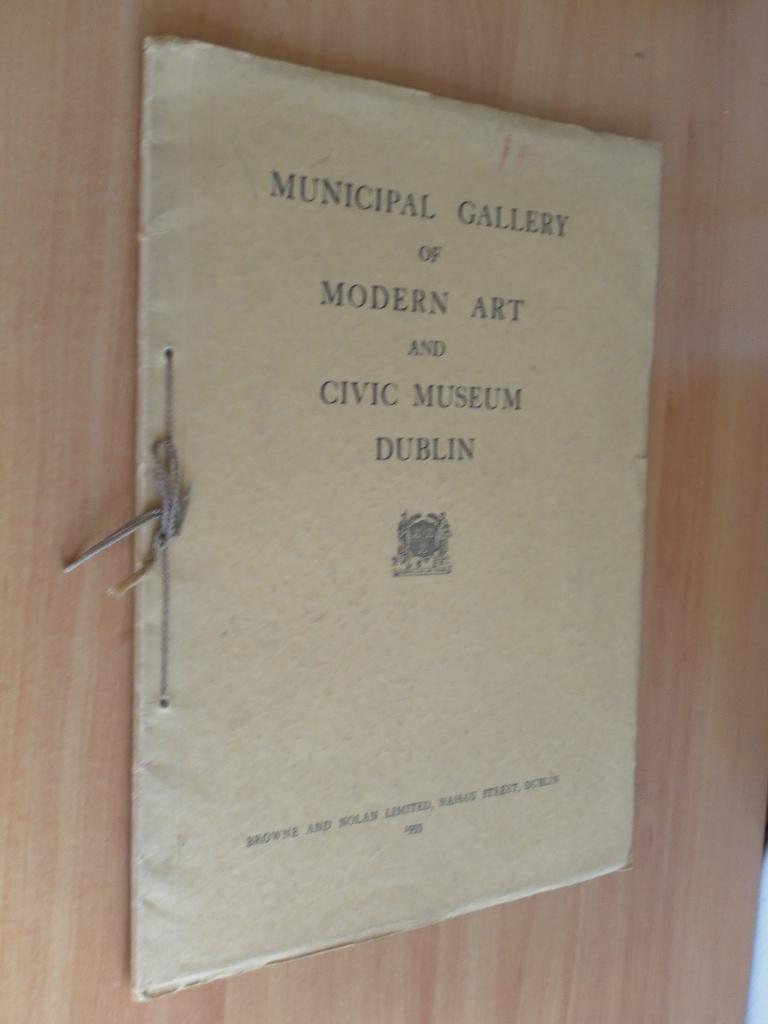 MUNICIPAL GALLERY
OF
MODERN ART
AND
CIVIC MUSEUM
DUBLIN
BROWNE AND NOLAN LIMITED, NASSAU STREET, DUBLIN